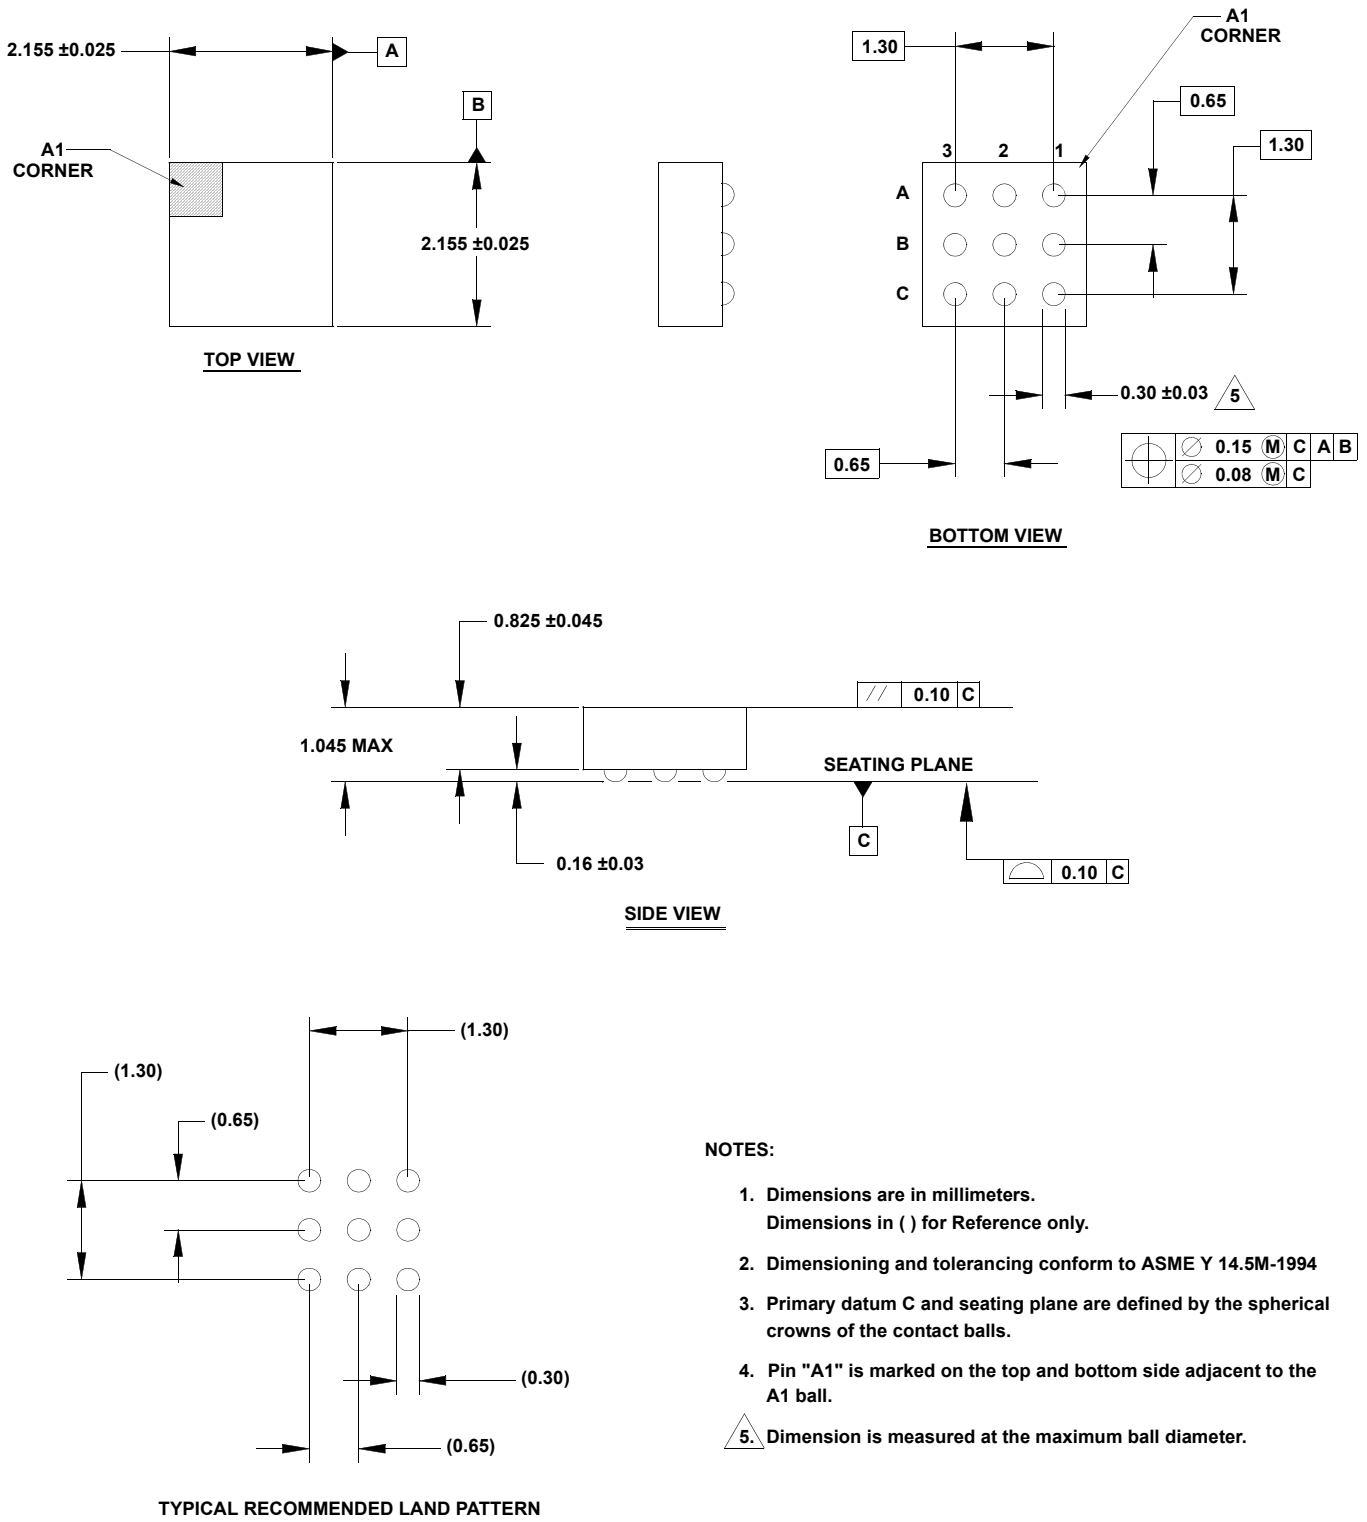 2.155 ±0.025
A
B
A1
CORNER
2.155 ±0.025
TOP VIEW
A1
CORNER
1.30
0.65
1.30
3 2 1
A
B
C
0.30 ±0.03 5
0.65
⌀ 0.15 Ⓜ C A B
⌀ 0.08 Ⓜ C
BOTTOM VIEW
0.825 ±0.045
// 0.10 C
1.045 MAX
SEATING PLANE
C
0.16 ±0.03
0.10 C
SIDE VIEW
(1.30)
(1.30)
(0.65)
(0.30)
(0.65)
TYPICAL RECOMMENDED LAND PATTERN
NOTES:
1. Dimensions are in millimeters.
Dimensions in ( ) for Reference only.
2. Dimensioning and tolerancing conform to ASME Y 14.5M-1994
3. Primary datum C and seating plane are defined by the spherical
crowns of the contact balls.
4. Pin "A1" is marked on the top and bottom side adjacent to the
A1 ball.
5. Dimension is measured at the maximum ball diameter.